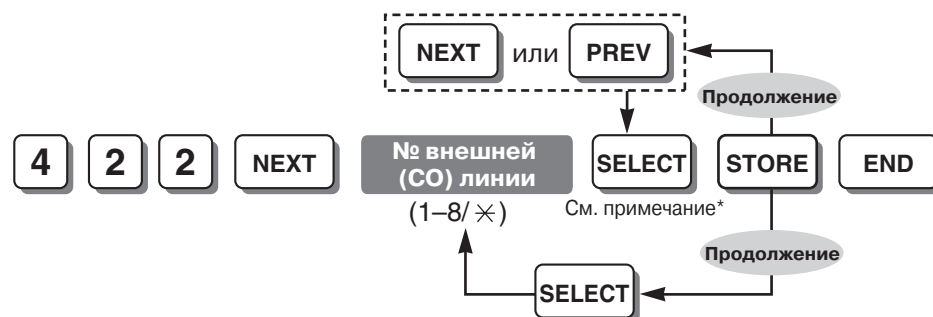 NEXT или PREV
Продолжение
4 2 2 NEXT № внешней (СО) линии SELECT STORE END
(1–8/ ✳)
См. примечание*
Продолжение
SELECT